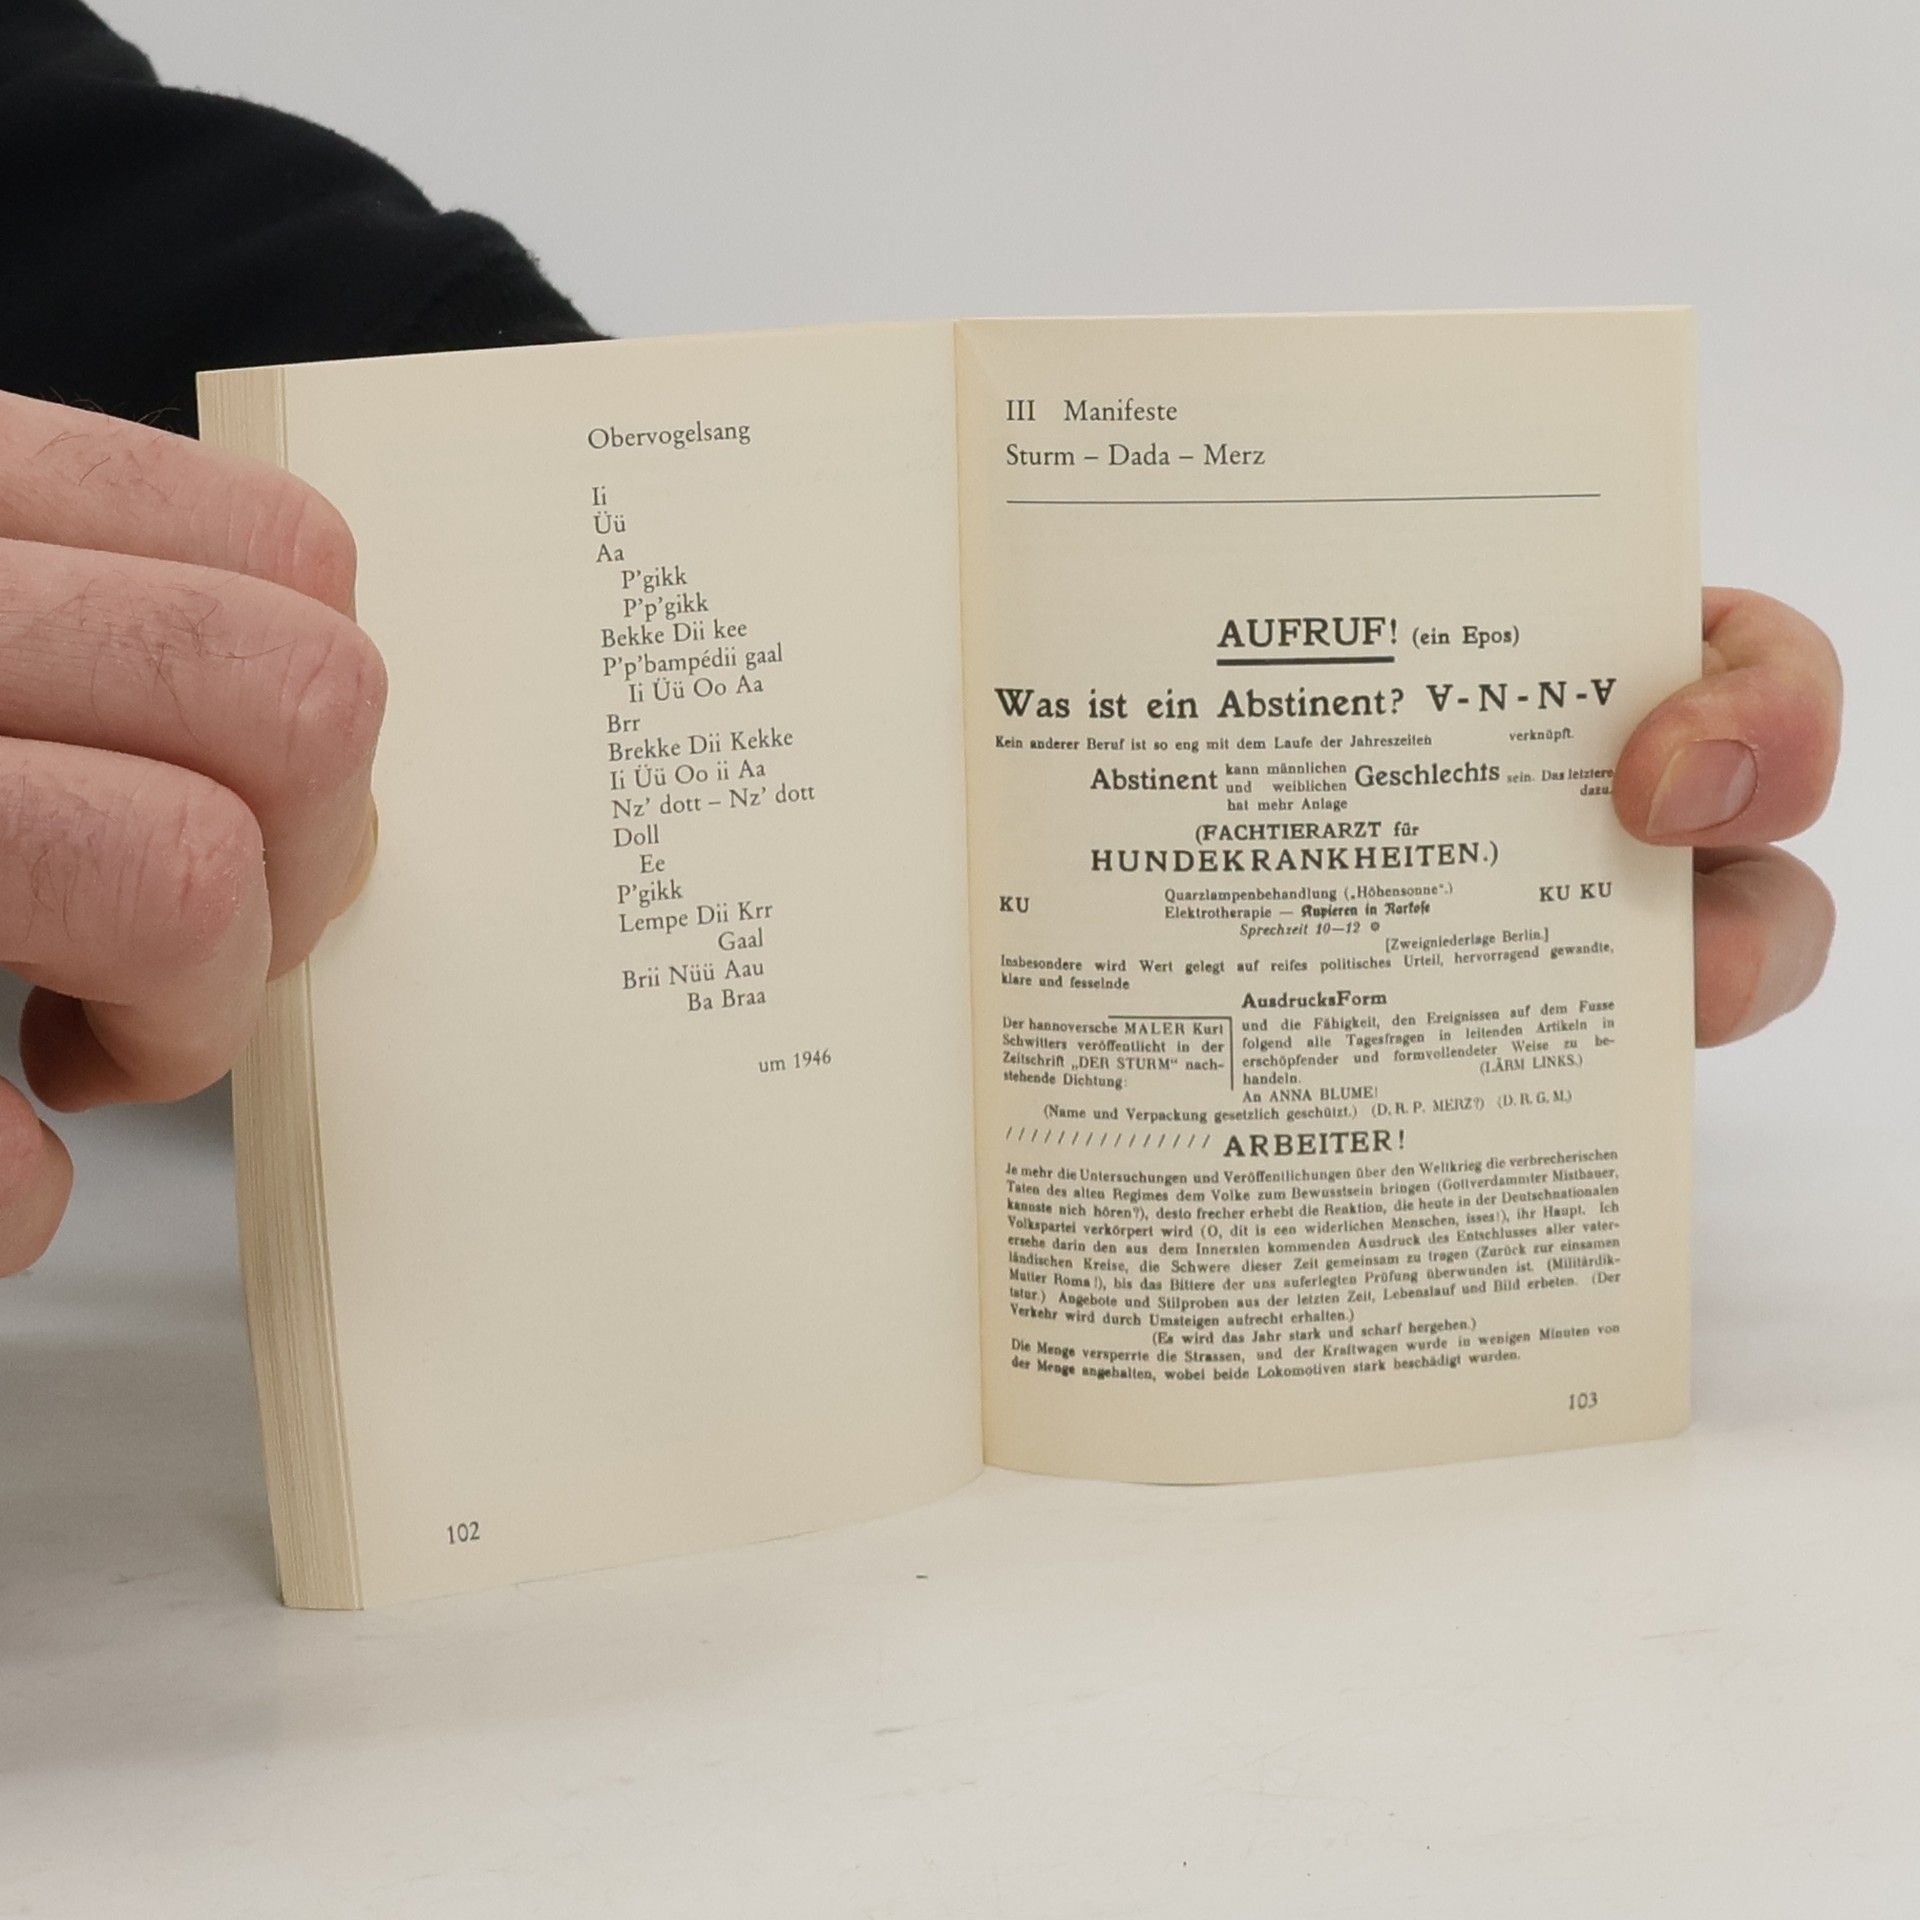 Obervogelsang
Ii
Üü
Aa
P’gikk
P’p’gikk
Bekke Dii kee
P’p’bampédii gaal
Ii Üü Oo Aa
Brr
Brekke Dii Kekke
Ii Üü Oo ii Aa
Nz’ dott – Nz’ dott
Doll
Ee
P’gikk
Lempe Dii Krr
Gaal
Brii Nüü Aau
Ba Braa
um 1946
102
III Manifeste
Sturm – Dada – Merz
AUFRUF! (ein Epos)
Was ist ein Abstinent? ∀-N-N-∀
Kein anderer Beruf ist so eng mit dem Laufe der Jahreszeiten verknüpft.
Abstinent kann männlichen und weiblichen Geschlechts sein. Das letztere
hat mehr Anlage dazu.
(FACHTIERARZT für
HUNDEKRANKHEITEN.)
KU Quarzlampenbehandlung („Höhensonne“.) KU KU
Elektrotherapie — Kupieren in Narkose
Sprechzeit 10—12
[Zweigniederlage Berlin.]
Insbesondere wird Wert gelegt auf reifes politisches Urteil, hervorragend gewandte,
klare und fesselnde
AusdrucksForm
Der hannoversche MALER Kurt
Schwitters veröffentlicht in der
Zeitschrift „DER STURM“ nach-
stehende Dichtung:
und die Fähigkeit, den Ereignissen auf dem Fusse
folgend alle Tagesfragen in leitenden Artikeln in
erschöpfender und formvollendeter Weise zu be-
handeln. (LÄRM LINKS.)
An ANNA BLUME!
(Name und Verpackung gesetzlich geschützt.) (D. R. P. MERZ?) (D. R. G. M.)
/ / / / / / / / / / / / / / / / ARBEITER!
Je mehr die Untersuchungen und Veröffentlichungen über den Weltkrieg die verbrecherischen
Taten des alten Regimes dem Volke zum Bewusstsein bringen (Gottverdammter Mistbauer,
kannste nich hören?), desto frecher erhebt die Reaktion, die heute in der Deutschnationalen
Volkspartei verkörpert wird (O, dit is een widerlichen Menschen, isses!), ihr Haupt. Ich
ersehe darin den aus dem Innersten kommenden Ausdruck des Entschlusses aller vater-
ländischen Kreise, die Schwere dieser Zeit gemeinsam zu tragen (Zurück zur einsamen
Mutter Roma!), bis das Bittere der uns auferlegten Prüfung überwunden ist. (Militärdik-
tatur.) Angebote und Stilproben aus der letzten Zeit, Lebenslauf und Bild erbeten. (Der
Verkehr wird durch Umsteigen aufrecht erhalten.)
(Es wird das Jahr stark und scharf hergehen.)
Die Menge versperrte die Strassen, und der Kraftwagen wurde in wenigen Minuten von
der Menge angehalten, wobei beide Lokomotiven stark beschädigt wurden.
103